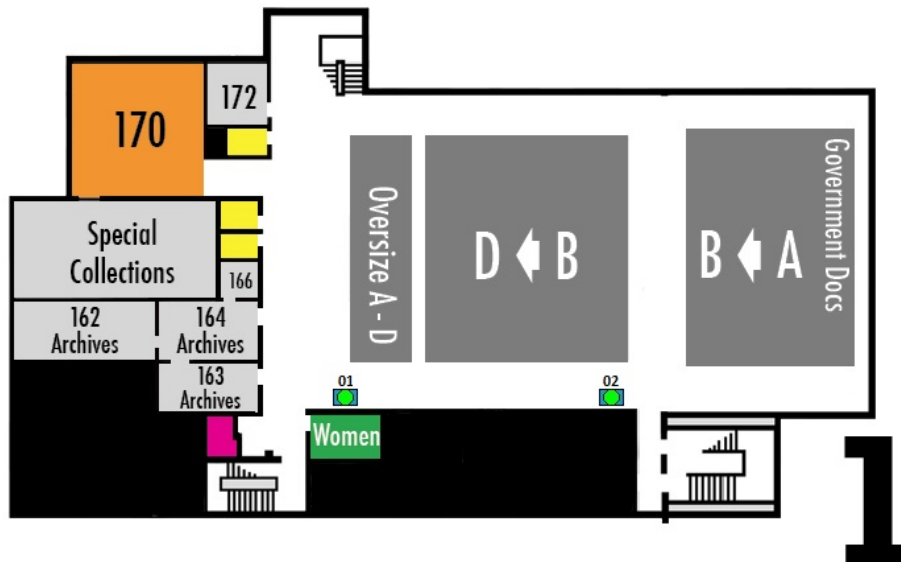 170
172
Special
Collections
166
162
Archives
164
Archives
163
Archives
Oversize A - D
D B
B A
Government Docs
01
02
Women
1